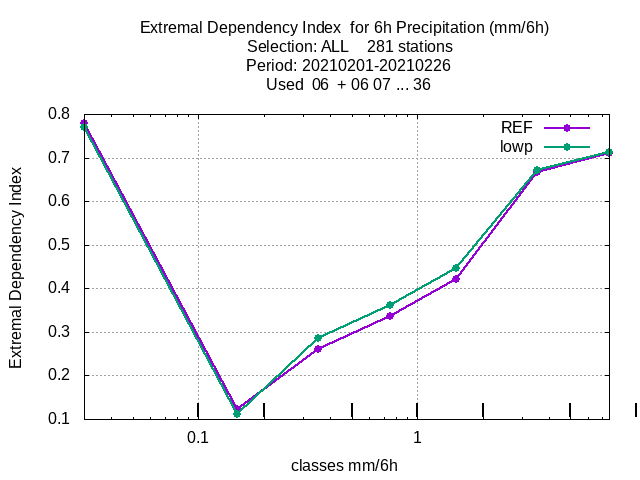 Extremal Dependency Index  for 6h Precipitation (mm/6h)
Selection: ALL    281 stations
Period: 20210201-20210226
Used  06  + 06 07 ... 36
REF
lowp
0.8
0.7
0.6
0.5
0.4
0.3
0.2
0.1
Extremal Dependency Index
0.1
1
classes mm/6h